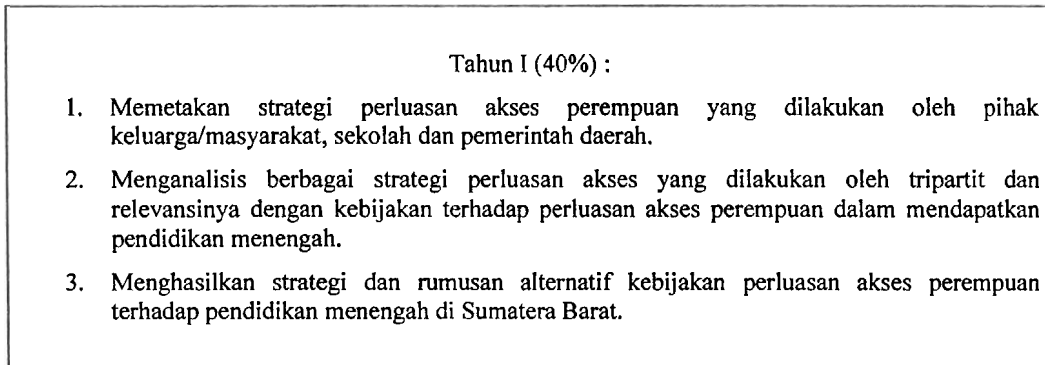 Tahun I (40%) :
1. Memetakan strategi perluasan akses perempuan yang dilakukan oleh pihak
keluarga/masyarakat, sekolah dan pemerintah daerah.
2. Menganalisis berbagai strategi perluasan akses yang dilakukan oleh tripartit dan
relevansinya dengan kebijakan terhadap perluasan akses perempuan dalam mendapatkan
pendidikan menengah.
3. Menghasilkan strategi dan rumusan alternatif kebijakan perluasan akses perempuan
terhadap pendidikan menengah di Sumatera Barat.